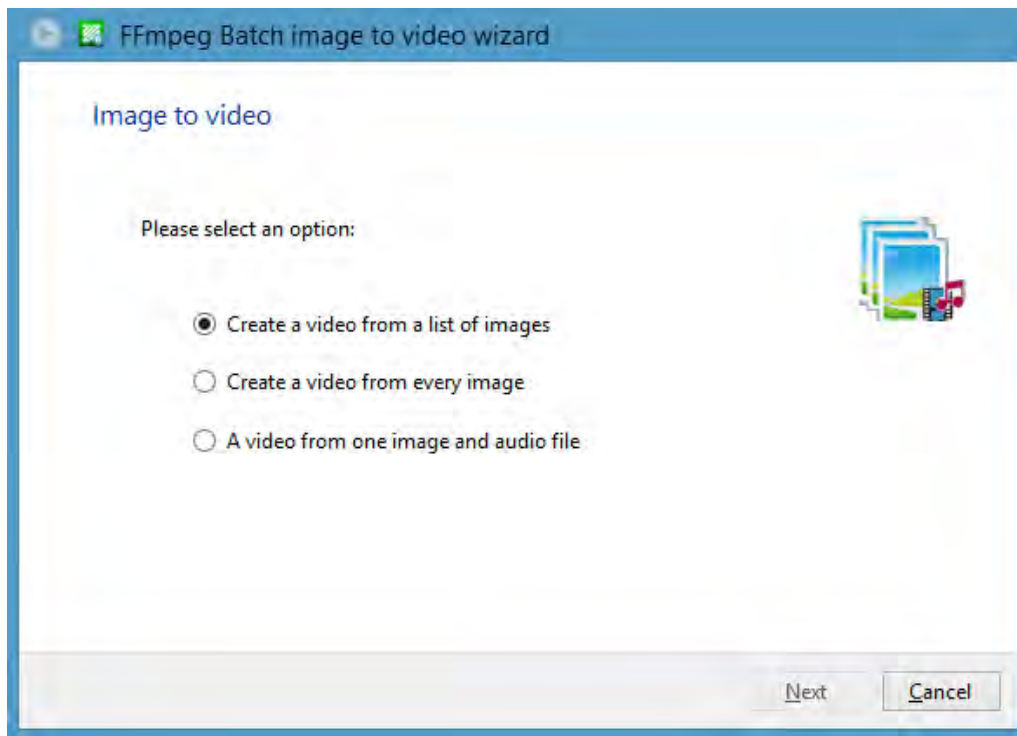 FFmpeg Batch image to video wizard
Image to video
Please select an option:
Create a video from a list of images
Create a video from every image
A video from one image and audio file
Next Cancel